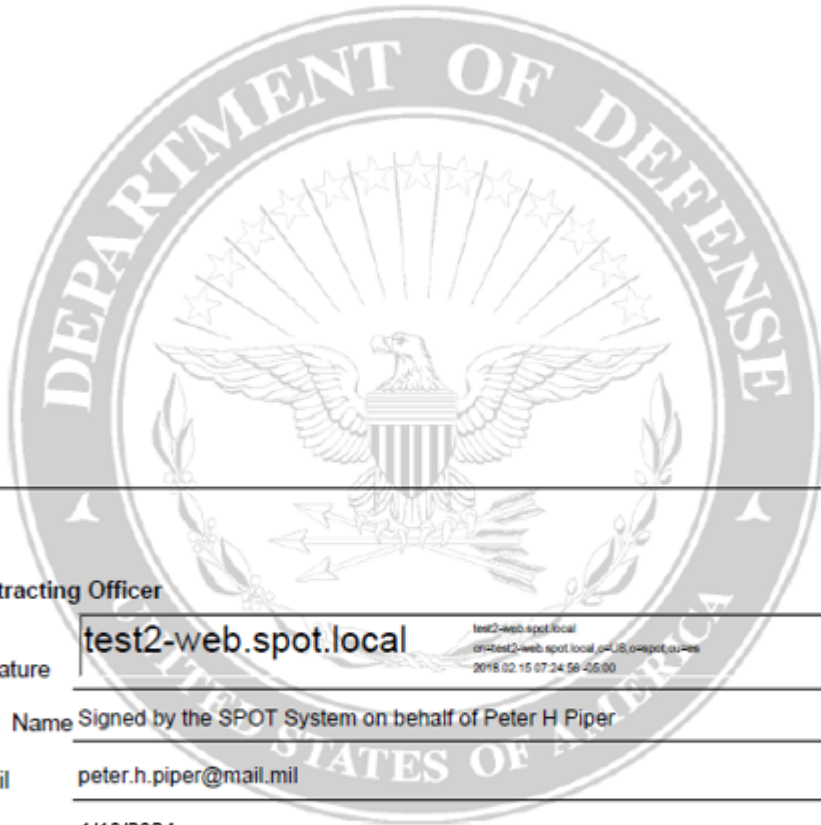 DEPARTMENT OF DEFENSE
tracting Officer
test2-web.spot.local
test2-web.spot.local
cn=test2-web.spot.local,c=US,o=spot,ou=es
2018.02.15 07:24:56 -05:00
ature
Name Signed by the SPOT System on behalf of Peter H Piper
il peter.h.piper@mail.mil
UNITED STATES OF AMERICA